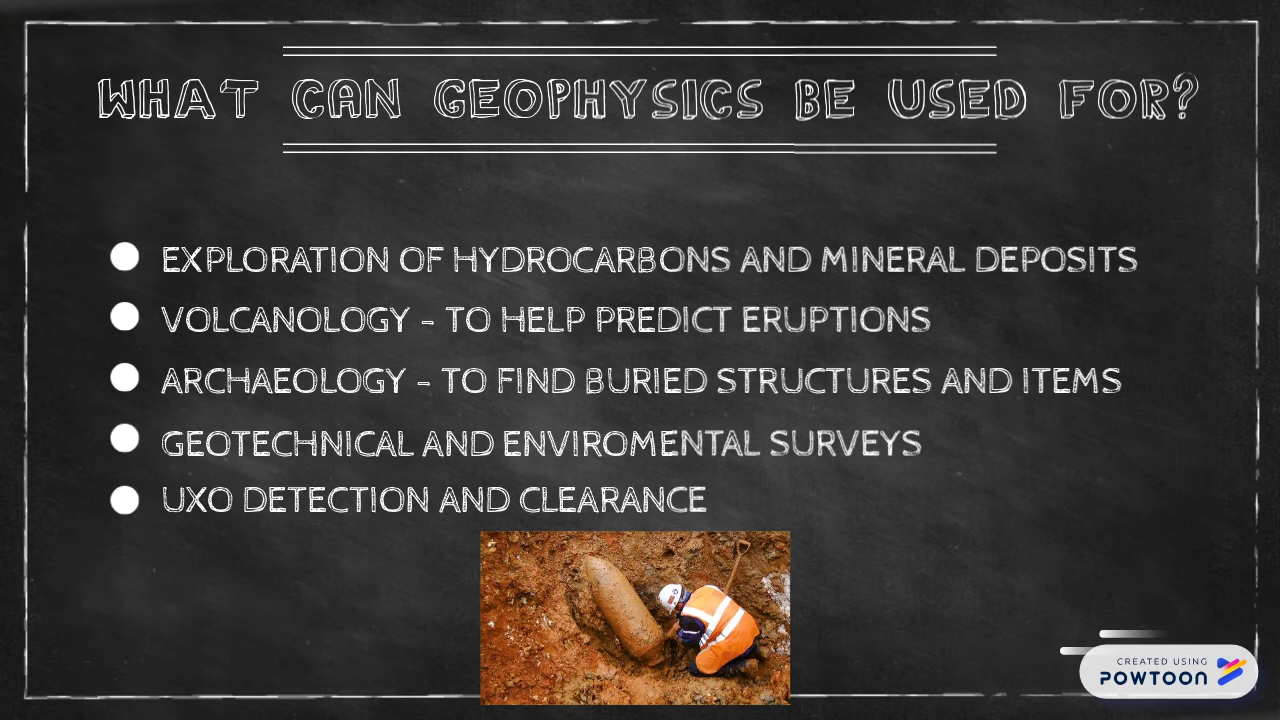 WHAT CAN GEOPHYSICS BE USED FOR?
EXPLORATION OF HYDROCARBONS AND MINERAL DEPOSITS
VOLCANOLOGY - TO HELP PREDICT ERUPTIONS
ARCHAEOLOGY - TO FIND BURIED STRUCTURES AND ITEMS
GEOTECHNICAL AND ENVIROMENTAL SURVEYS
UXO DETECTION AND CLEARANCE
CREATED USING
POWTOON